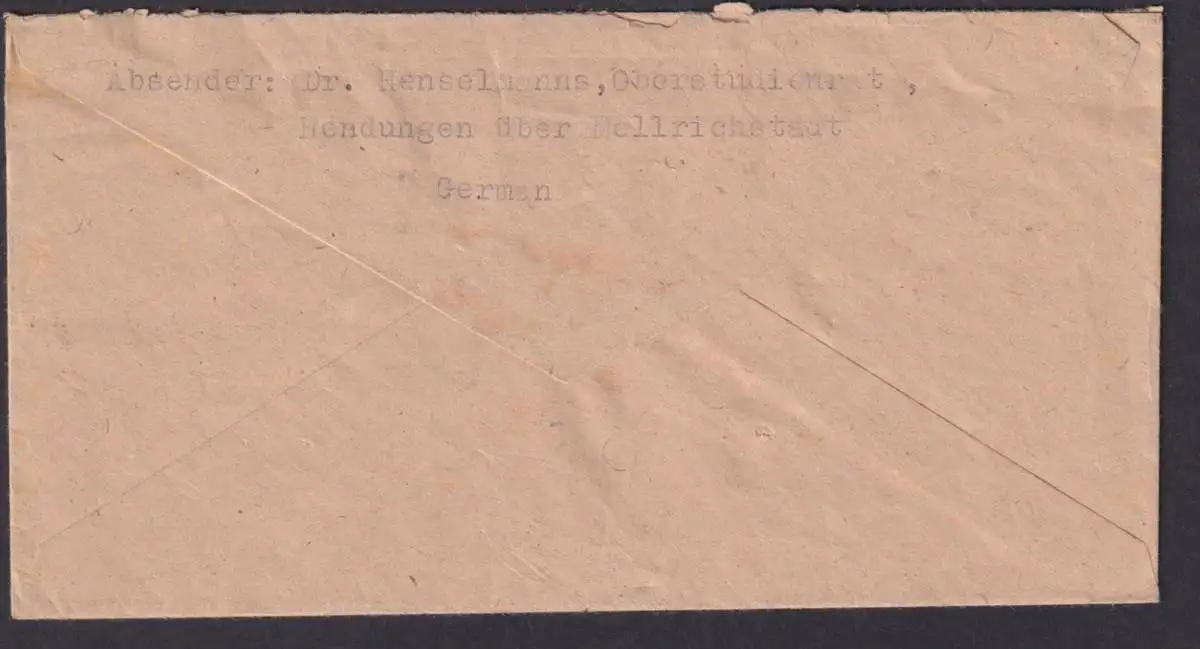 Absender: Dr. Henselmanns, Oberstudienrat,
Hendungen über Mellrichstadt
German